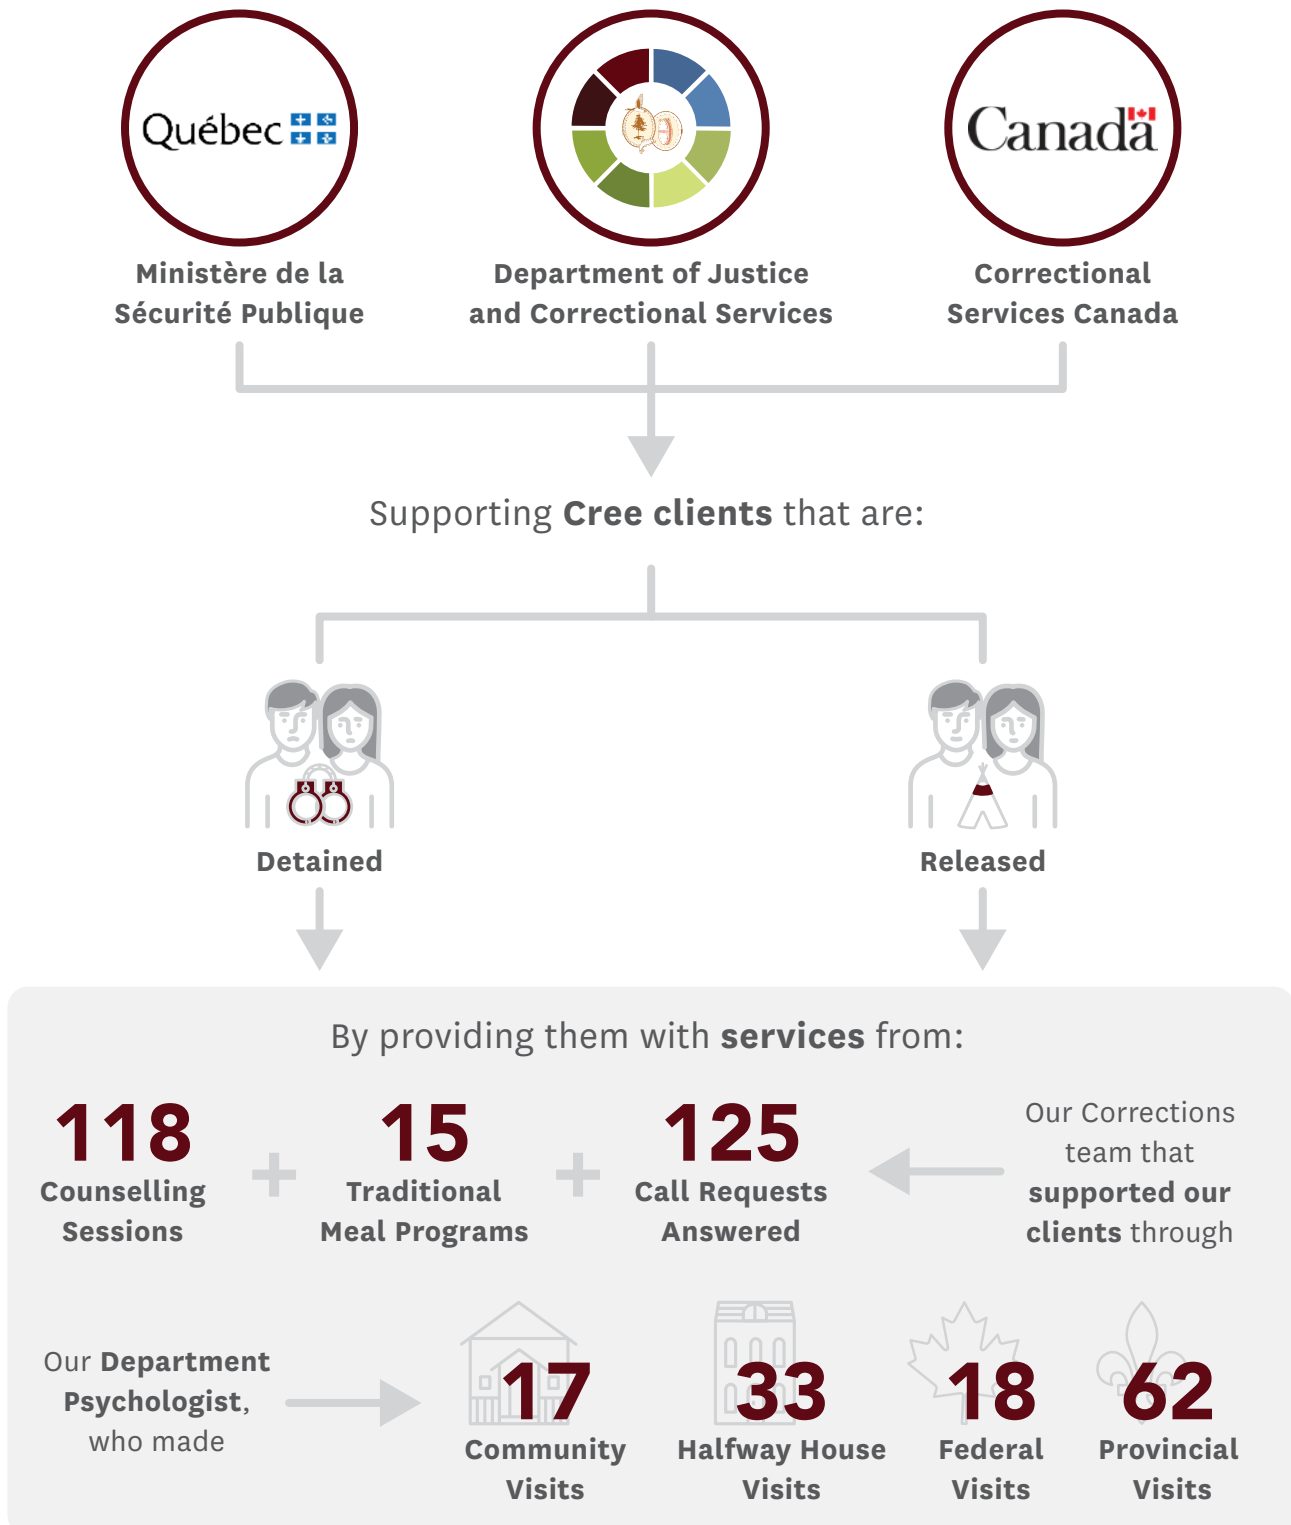 Québec
Canada
Ministère de la
Sécurité Publique
Department of Justice
and Correctional Services
Correctional
Services Canada
Supporting Cree clients that are:
Detained
Released
By providing them with services from:
118
Counselling
Sessions
+
15
Traditional
Meal Programs
+
125
Call Requests
Answered
Our Corrections
team that
supported our
clients through
Our Department
Psychologist,
who made
17
Community
Visits
33
Halfway House
Visits
18
Federal
Visits
62
Provincial
Visits